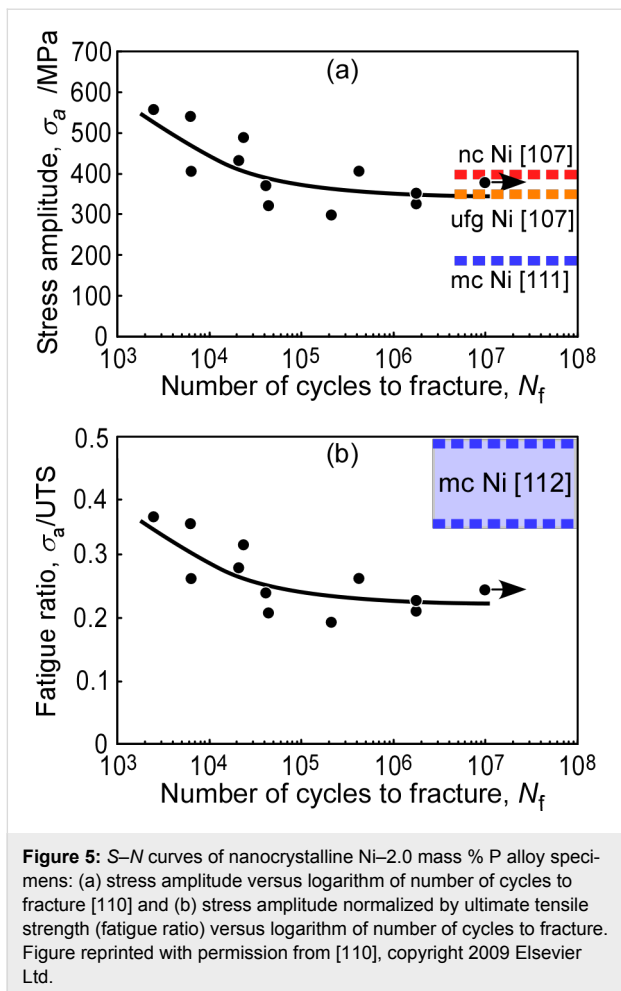 (a)
Stress amplitude, σa /MPa
700
600
500
400
300
200
100
0
nc Ni [107]
ufg Ni [107]
mc Ni [111]
10³ 10⁴ 10⁵ 10⁶ 10⁷ 10⁸
Number of cycles to fracture, Nf
(b)
Fatigue ratio, σa/UTS
0.5
0.3
0.2
0.1
0
mc Ni [112]
10³ 10⁴ 10⁵ 10⁶ 10⁷ 10⁸
Number of cycles to fracture, Nf
Figure 5: S–N curves of nanocrystalline Ni–2.0 mass % P alloy speci-
mens: (a) stress amplitude versus logarithm of number of cycles to
fracture [110] and (b) stress amplitude normalized by ultimate tensile
strength (fatigue ratio) versus logarithm of number of cycles to fracture.
Figure reprinted with permission from [110], copyright 2009 Elsevier
Ltd.